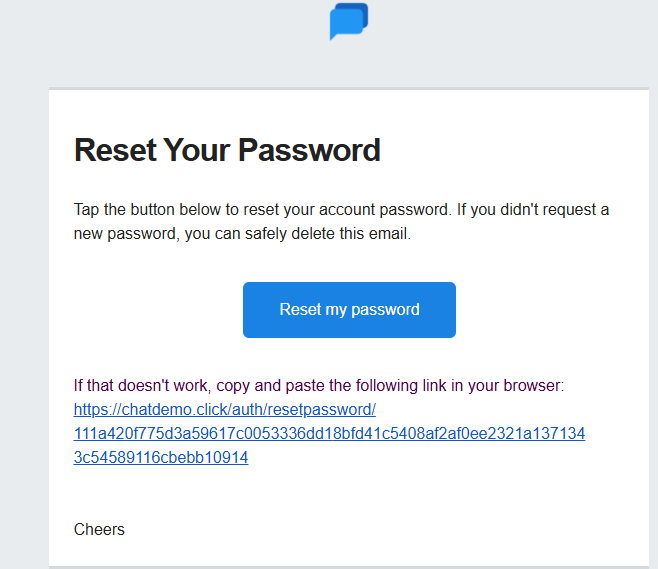 Reset Your Password
Tap the button below to reset your account password. If you didn't request a
new password, you can safely delete this email.
Reset my password
If that doesn't work, copy and paste the following link in your browser:
https://chatdemo.click/auth/resetpassword/
111a420f775d3a59617c0053336dd18bfd41c5408af2af0ee2321a137134
3c54589116cbebb10914
Cheers